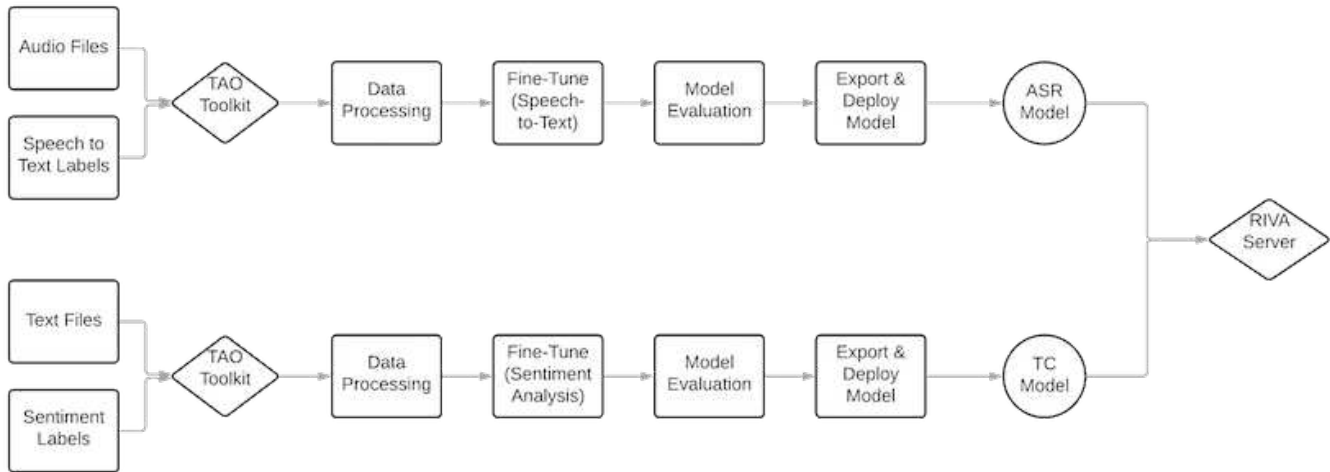 Audio Files
Speech to
Text Labels
TAO
Toolkit
Data
Processing
Fine-Tune
(Speech-
to-Text)
Model
Evaluation
Export &
Deploy
Model
ASR
Model
RIVA
Server
Text Files
Sentiment
Labels
TAO
Toolkit
Data
Processing
Fine-Tune
(Sentiment
Analysis)
Model
Evaluation
Export &
Deploy
Model
TC
Model